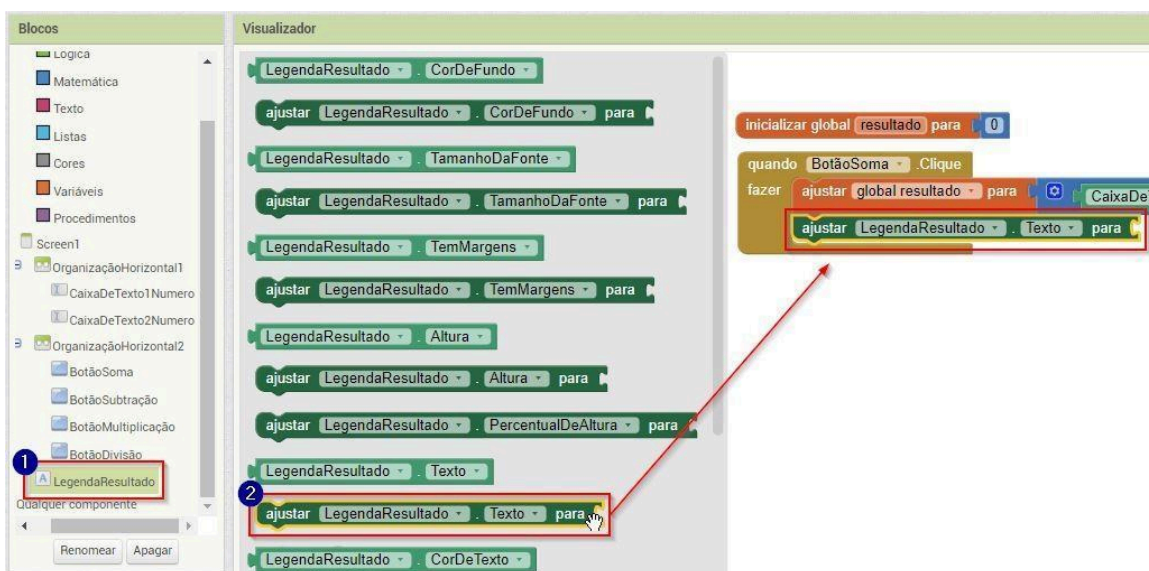 Blocos
Lógica
Matemática
Texto
Listas
Cores
Variáveis
Procedimentos
Screen1
OrganizaçãoHorizontal1
CaixaDeTexto1Numero
CaixaDeTexto2Numero
OrganizaçãoHorizontal2
BotãoSoma
BotãoSubtração
BotãoMultiplicação
BotãoDivisão
1
A LegendaResultado
Qualquer componente
Renomear Apagar
Visualizador
LegendaResultado . CorDeFundo
ajustar LegendaResultado . CorDeFundo para
LegendaResultado . TamanhoDaFonte
ajustar LegendaResultado . TamanhoDaFonte para
LegendaResultado . TemMargens
ajustar LegendaResultado . TemMargens para
LegendaResultado . Altura
ajustar LegendaResultado . Altura para
ajustar LegendaResultado . PercentualDeAltura para
LegendaResultado . Texto
2
ajustar LegendaResultado . Texto para
LegendaResultado . CorDeTexto
inicializar global resultado para 0
quando BotãoSoma .Clique
fazer ajustar global resultado para CaixaDe
ajustar LegendaResultado . Texto para